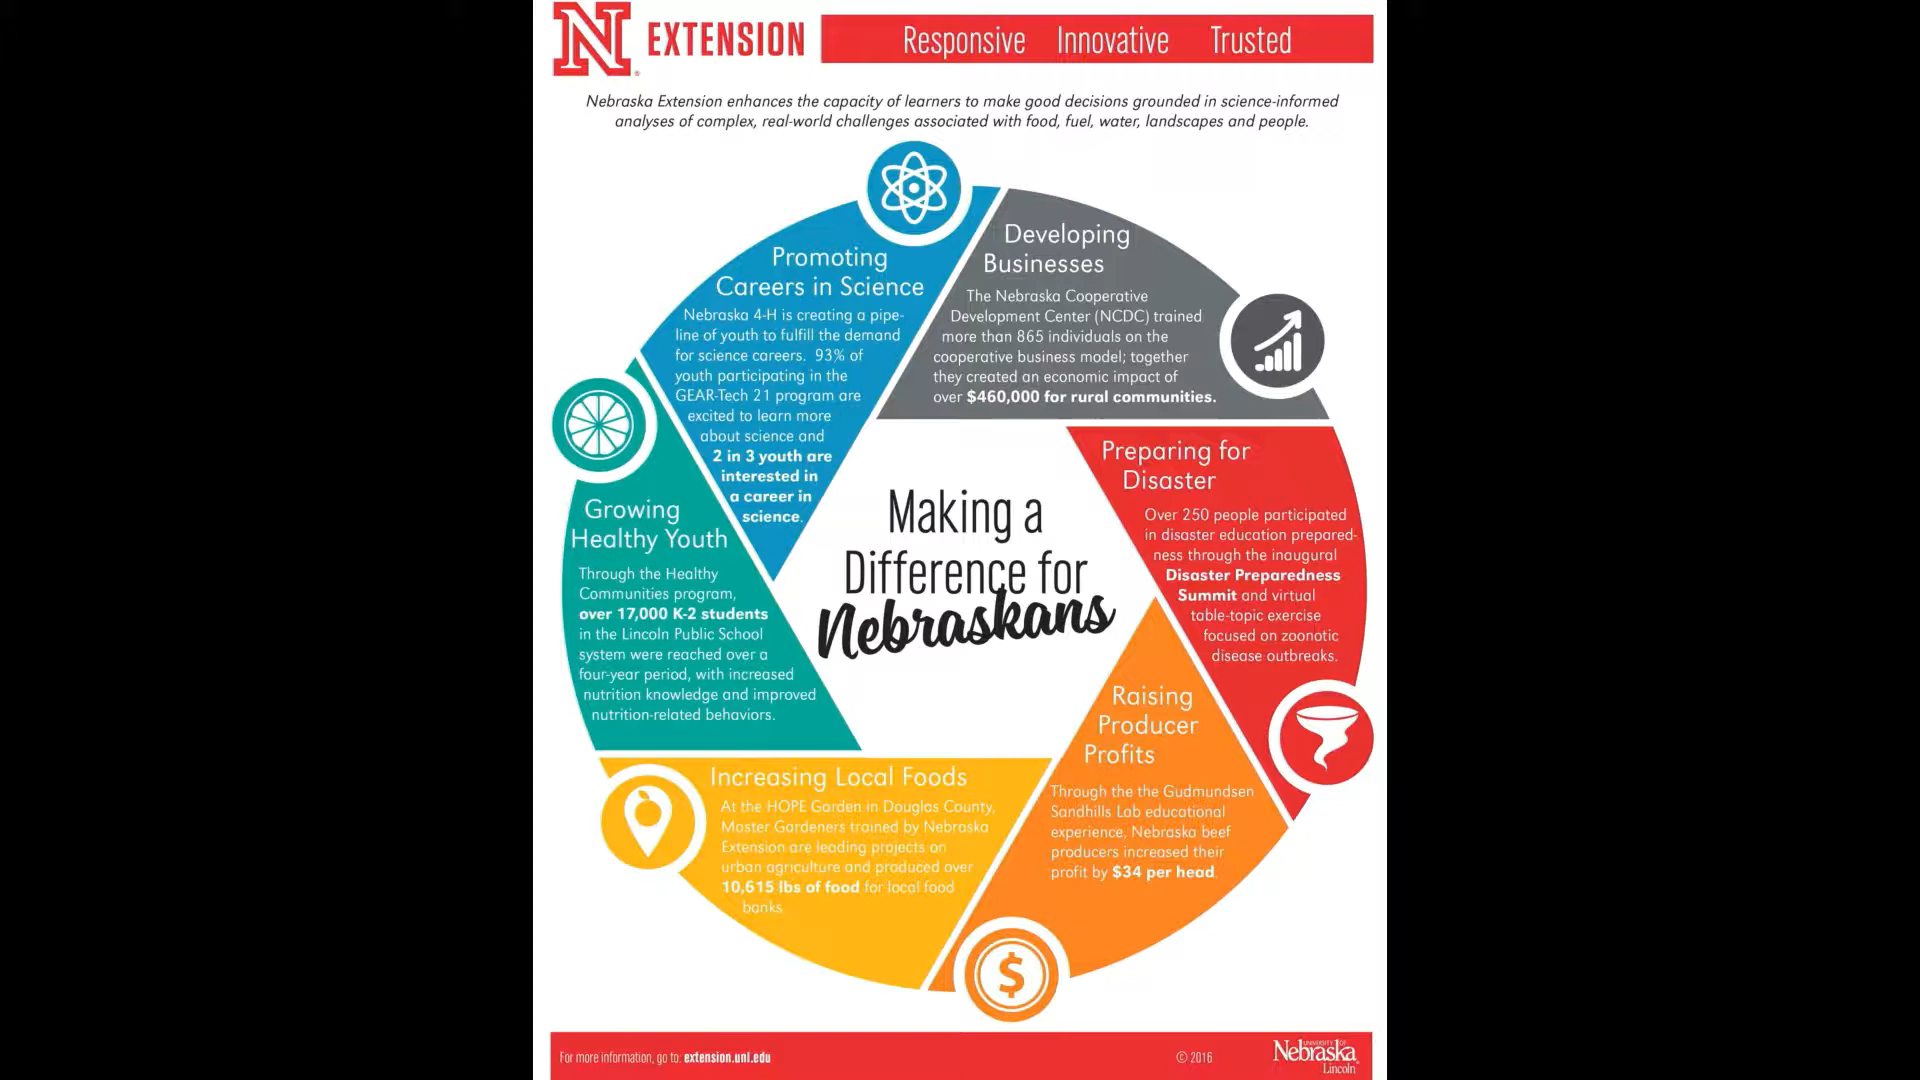 N EXTENSION
Responsive Innovative Trusted
Nebraska Extension enhances the capacity of learners to make good decisions grounded in science-informed
analyses of complex, real-world challenges associated with food, fuel, water, landscapes and people.
Promoting
Careers in Science
Nebraska 4-H is creating a pipe-
line of youth to fulfill the demand
for science careers. 93% of
youth participating in the
GEAR-Tech 21 program are
excited to learn more
about science and
2 in 3 youth are
interested in
a career in
science.
Developing
Businesses
The Nebraska Cooperative
Development Center (NCDC) trained
more than 865 individuals on the
cooperative business model; together
they created an economic impact of
over $460,000 for rural communities.
Preparing for
Disaster
Over 250 people participated
in disaster education prepared-
ness through the inaugural
Disaster Preparedness
Summit and virtual
table-topic exercise
focused on zoonotic
disease outbreaks.
Growing
Healthy Youth
Through the Healthy
Communities program,
over 17,000 K-2 students
in the Lincoln Public School
system were reached over a
four-year period, with increased
nutrition knowledge and improved
nutrition-related behaviors.
Making a
Difference for
Nebraskans
Raising
Producer
Profits
Through the the Gudmundsen
Sandhills Lab educational
experience, Nebraska beef
producers increased their
profit by $34 per head.
Increasing Local Foods
At the HOPE Garden in Douglas County,
Master Gardeners trained by Nebraska
Extension are leading projects on
urban agriculture and produced over
10,615 lbs of food for local food
banks
$
For more information, go to: extension.unl.edu
© 2016
UNIVERSITY OF
Nebraska
Lincoln